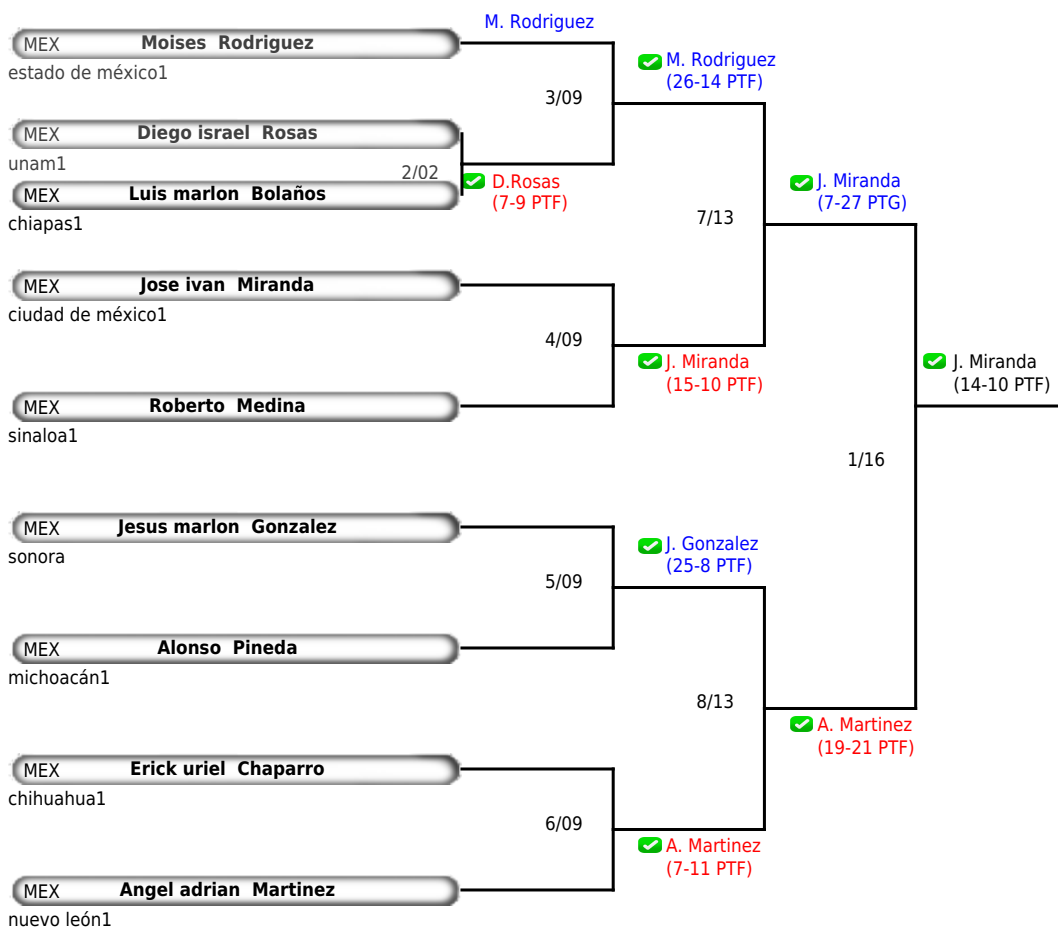 M. Rodriguez
MEX Moises Rodriguez
estado de méxico1
M. Rodriguez
(26-14 PTF)
3/09
MEX Diego israel Rosas
unam1
2/02
D.Rosas
(7-9 PTF)
MEX Luis marlon Bolaños
chiapas1
J. Miranda
(7-27 PTG)
7/13
MEX Jose ivan Miranda
ciudad de méxico1
4/09
J. Miranda
(15-10 PTF)
J. Miranda
(14-10 PTF)
MEX Roberto Medina
sinaloa1
1/16
MEX Jesus marlon Gonzalez
sonora
J. Gonzalez
(25-8 PTF)
5/09
MEX Alonso Pineda
michoacán1
8/13
A. Martinez
(19-21 PTF)
MEX Erick uriel Chaparro
chihuahua1
6/09
A. Martinez
(7-11 PTF)
MEX Angel adrian Martinez
nuevo león1